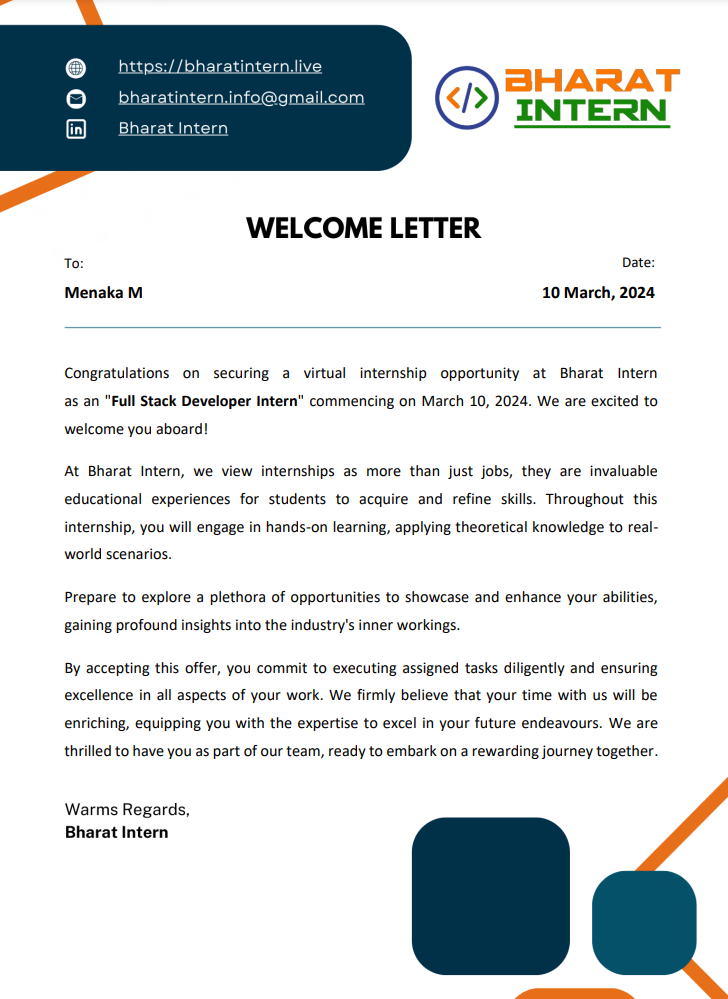 https://bharatintern.live
bharatintern.info@gmail.com
in Bharat Intern
</> BHARAT
INTERN
WELCOME LETTER
To: Date:
Menaka M 10 March, 2024
Congratulations on securing a virtual internship opportunity at Bharat Intern
as an "Full Stack Developer Intern" commencing on March 10, 2024. We are excited to
welcome you aboard!
At Bharat Intern, we view internships as more than just jobs, they are invaluable
educational experiences for students to acquire and refine skills. Throughout this
internship, you will engage in hands-on learning, applying theoretical knowledge to real-
world scenarios.
Prepare to explore a plethora of opportunities to showcase and enhance your abilities,
gaining profound insights into the industry's inner workings.
By accepting this offer, you commit to executing assigned tasks diligently and ensuring
excellence in all aspects of your work. We firmly believe that your time with us will be
enriching, equipping you with the expertise to excel in your future endeavours. We are
thrilled to have you as part of our team, ready to embark on a rewarding journey together.
Warms Regards,
Bharat Intern